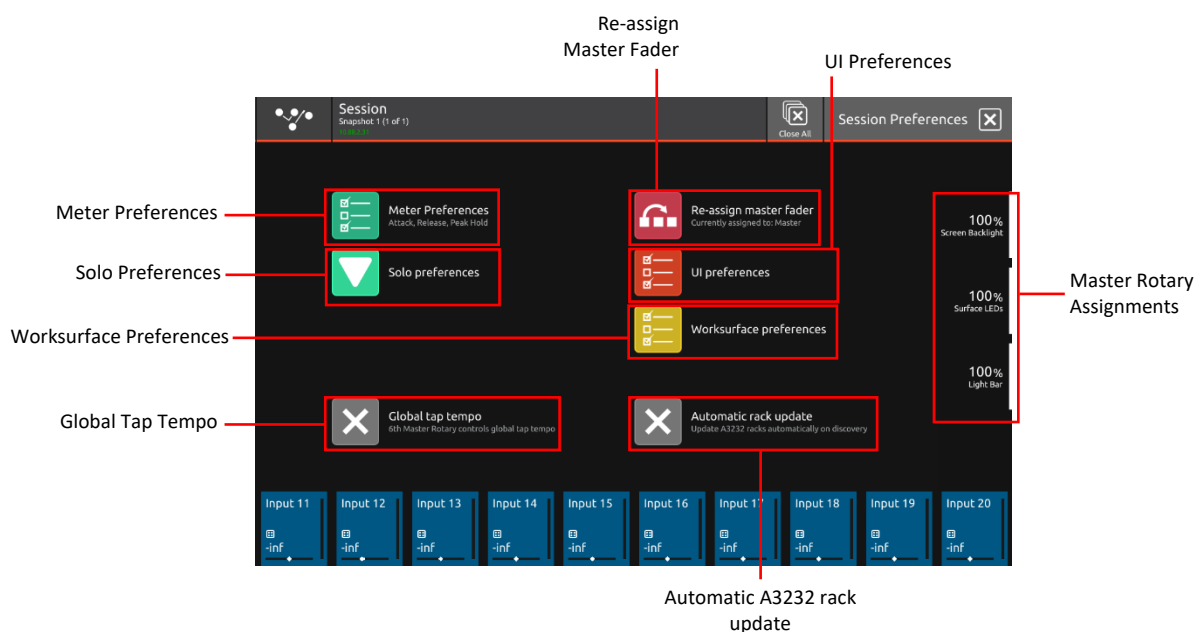 Re-assign
Master Fader
UI Preferences
Session
Snapshot 1 (1 of 1)
Close All
Session Preferences
Meter Preferences
Meter Preferences
Attack, Release, Peak Hold
Re-assign master fader
Currently assigned to: Master
100%
Screen Backlight
Solo Preferences
Solo preferences
UI preferences
Master Rotary
Assignments
100%
Surface LEDs
Worksurface Preferences
Worksurface preferences
100%
Light Bar
Global Tap Tempo
Global tap tempo
6th Master Rotary controls global tap tempo
Automatic rack update
Update A3232 racks automatically on discovery
Input 11
Input 12
Input 13
Input 14
Input 15
Input 16
Input 17
Input 18
Input 19
Input 20
-inf
-inf
-inf
-inf
-inf
-inf
-inf
-inf
-inf
-inf
Automatic A3232 rack
update